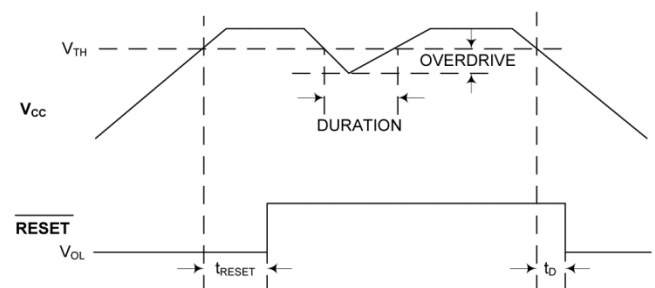 V_TH
OVERDRIVE
V_CC
DURATION
RESET
V_OL
t_RESET
t_D